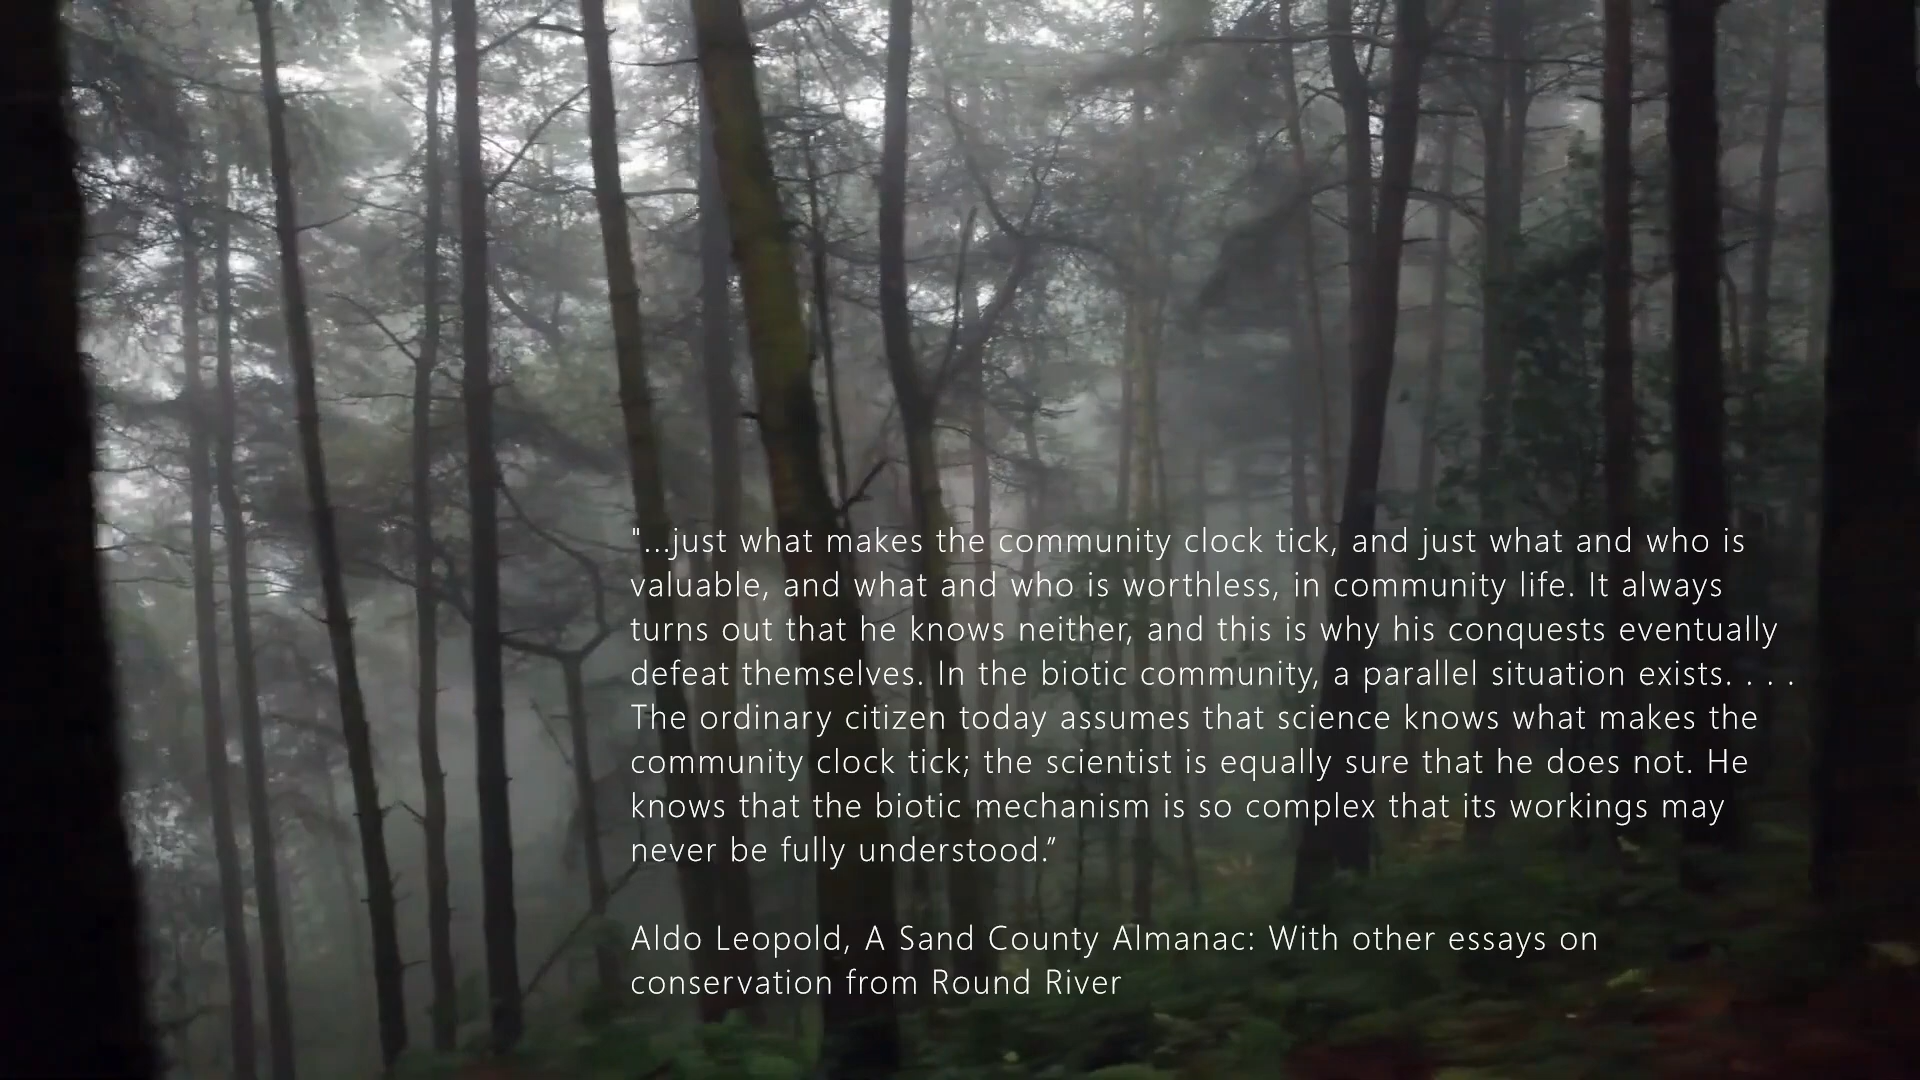 "...just what makes the community clock tick, and just what and who is
valuable, and what and who is worthless, in community life. It always
turns out that he knows neither, and this is why his conquests eventually
defeat themselves. In the biotic community, a parallel situation exists. . . .
The ordinary citizen today assumes that science knows what makes the
community clock tick; the scientist is equally sure that he does not. He
knows that the biotic mechanism is so complex that its workings may
never be fully understood.”
Aldo Leopold, A Sand County Almanac: With other essays on
conservation from Round River